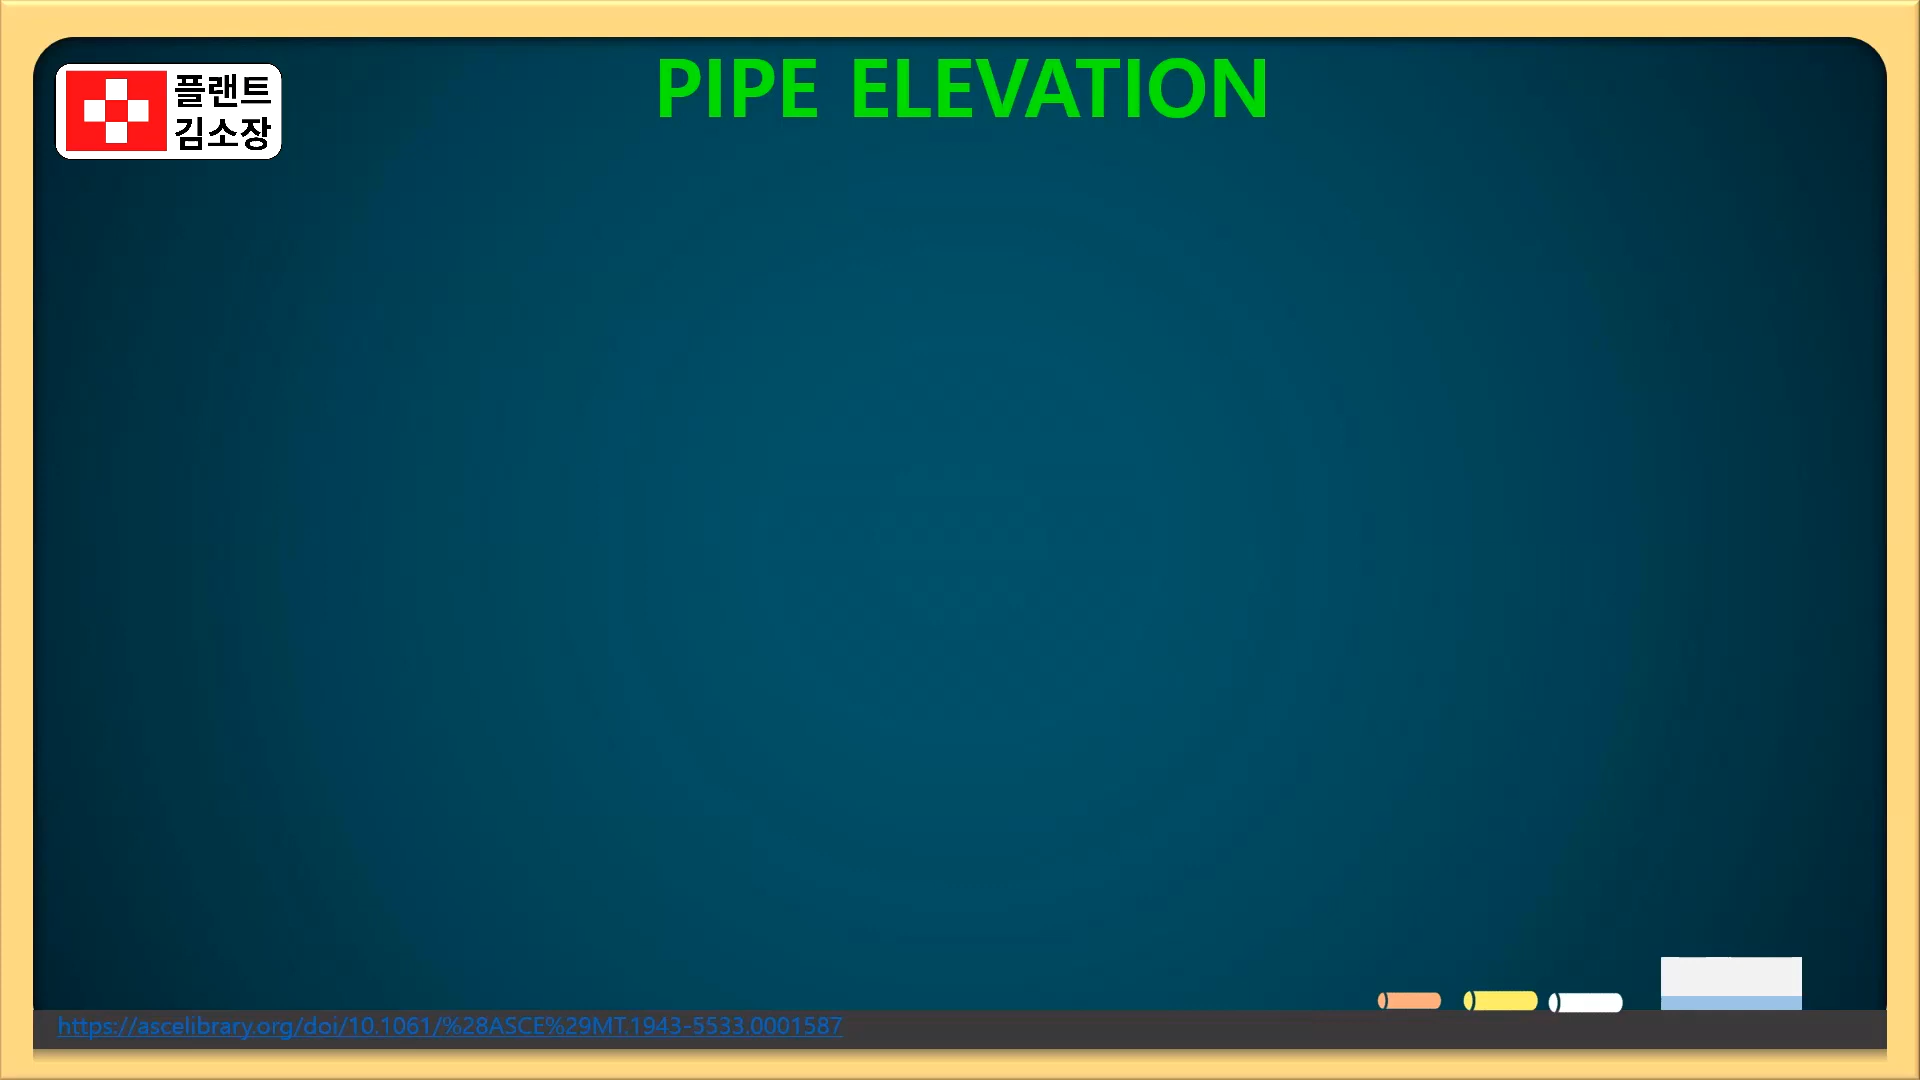 플랜트
김소장
PIPE ELEVATION
https://ascelibrary.org/doi/10.1061/%28ASCE%29MT.1943-5533.0001587